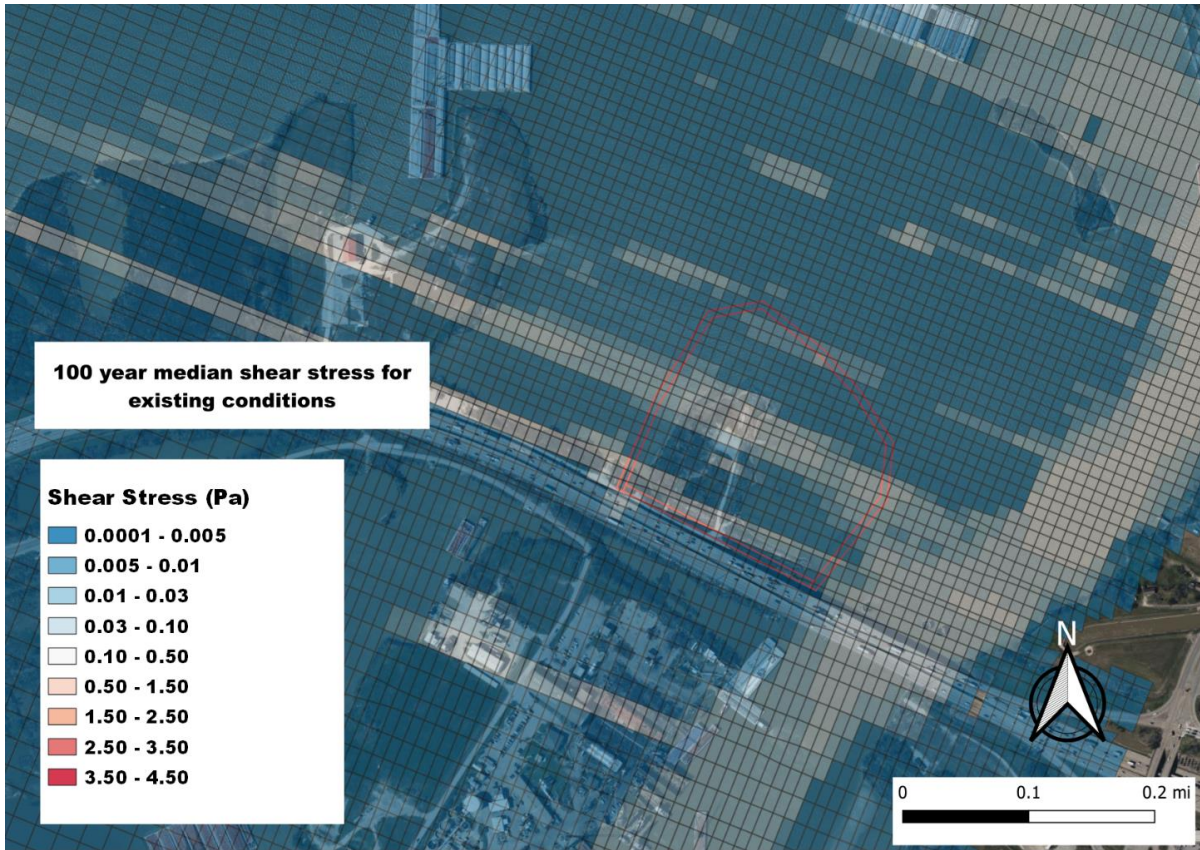 100 year median shear stress for
existing conditions
Shear Stress (Pa)
0.0001 - 0.005
0.005 - 0.01
0.01 - 0.03
0.03 - 0.10
0.10 - 0.50
0.50 - 1.50
1.50 - 2.50
2.50 - 3.50
3.50 - 4.50
N
0 0.1 0.2 mi